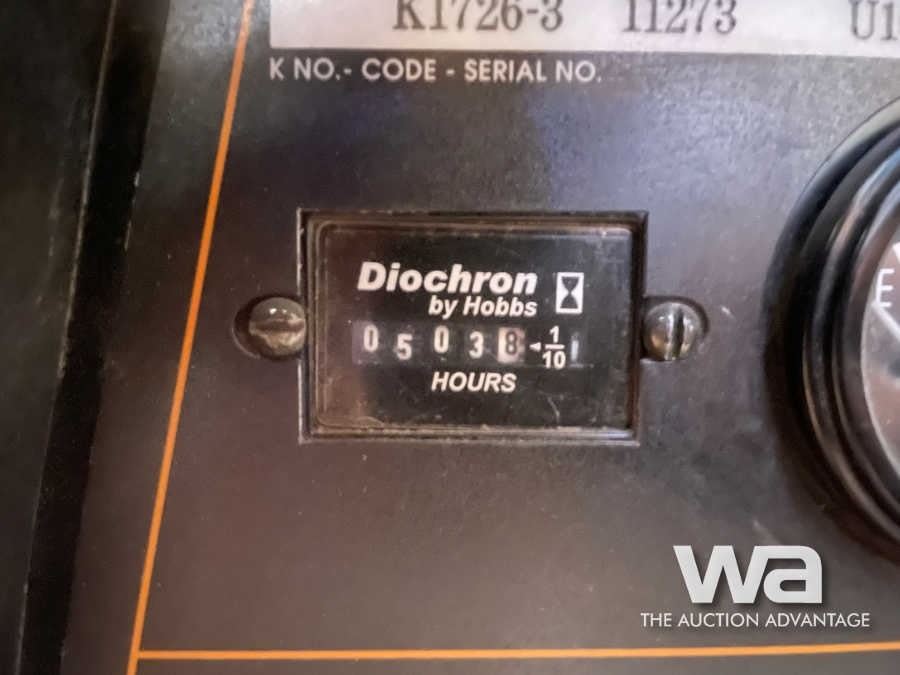 K1726-3 11273 U1
K NO.- CODE - SERIAL NO.
Diochron
by Hobbs
0 5 0 3 8 1/10
HOURS
E
wa
THE AUCTION ADVANTAGE